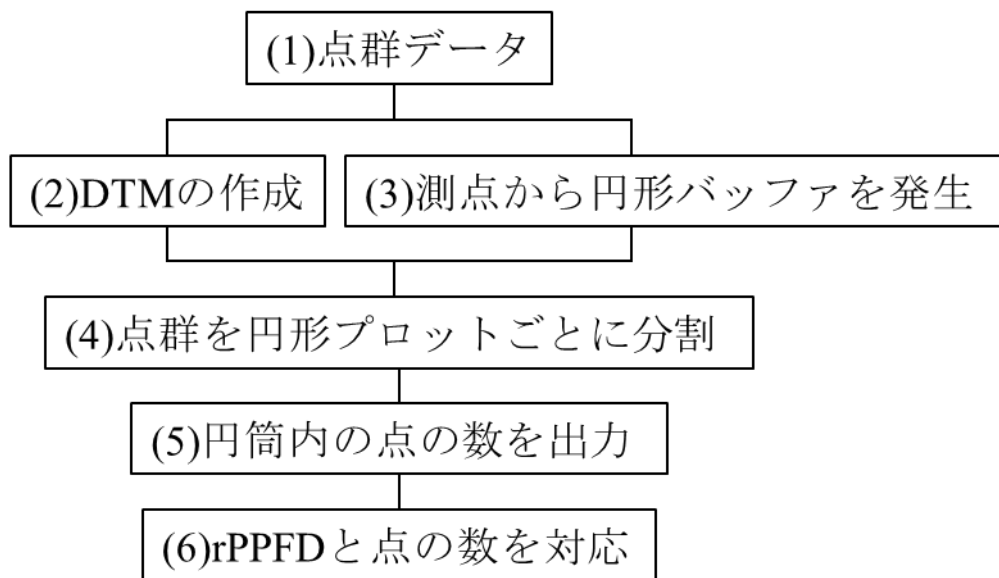 (1)点群データ
(2)DTMの作成
(3)測点から円形バッファを発生
(4)点群を円形プロットごとに分割
(5)円筒内の点の数を出力
(6)rPPFDと点の数を対応